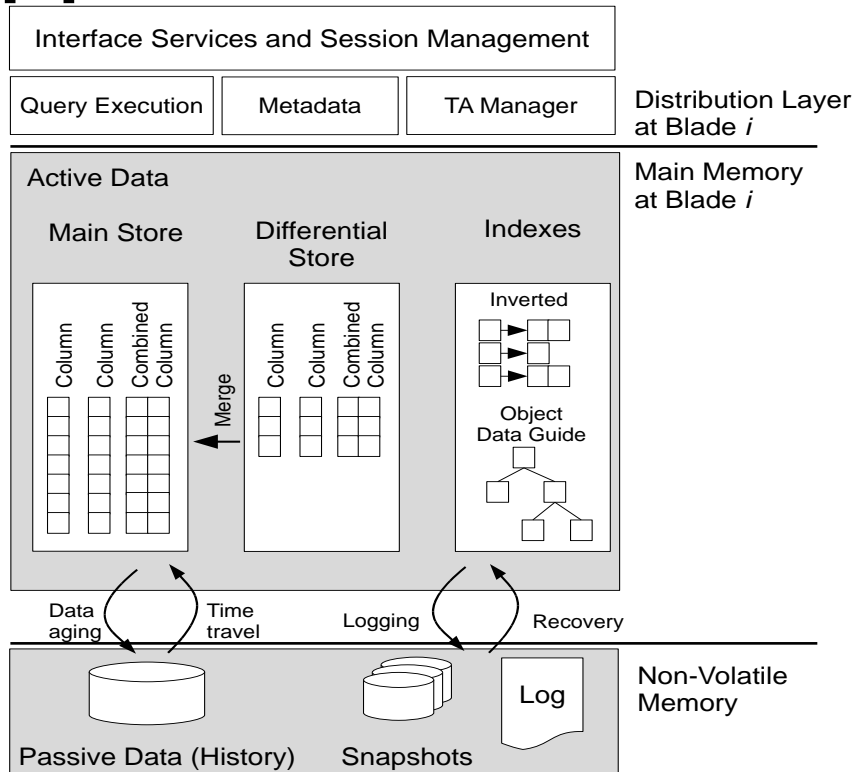 Interface Services and Session Management
Query Execution
Metadata
TA Manager
Distribution Layer
at Blade i
Active Data
Main Memory
at Blade i
Main Store
Differential
Store
Indexes
Column
Column
Combined
Column
Merge
Column
Column
Combined
Column
Inverted
Object
Data Guide
Data
aging
Time
travel
Logging
Recovery
Non-Volatile
Memory
Log
Passive Data (History)
Snapshots